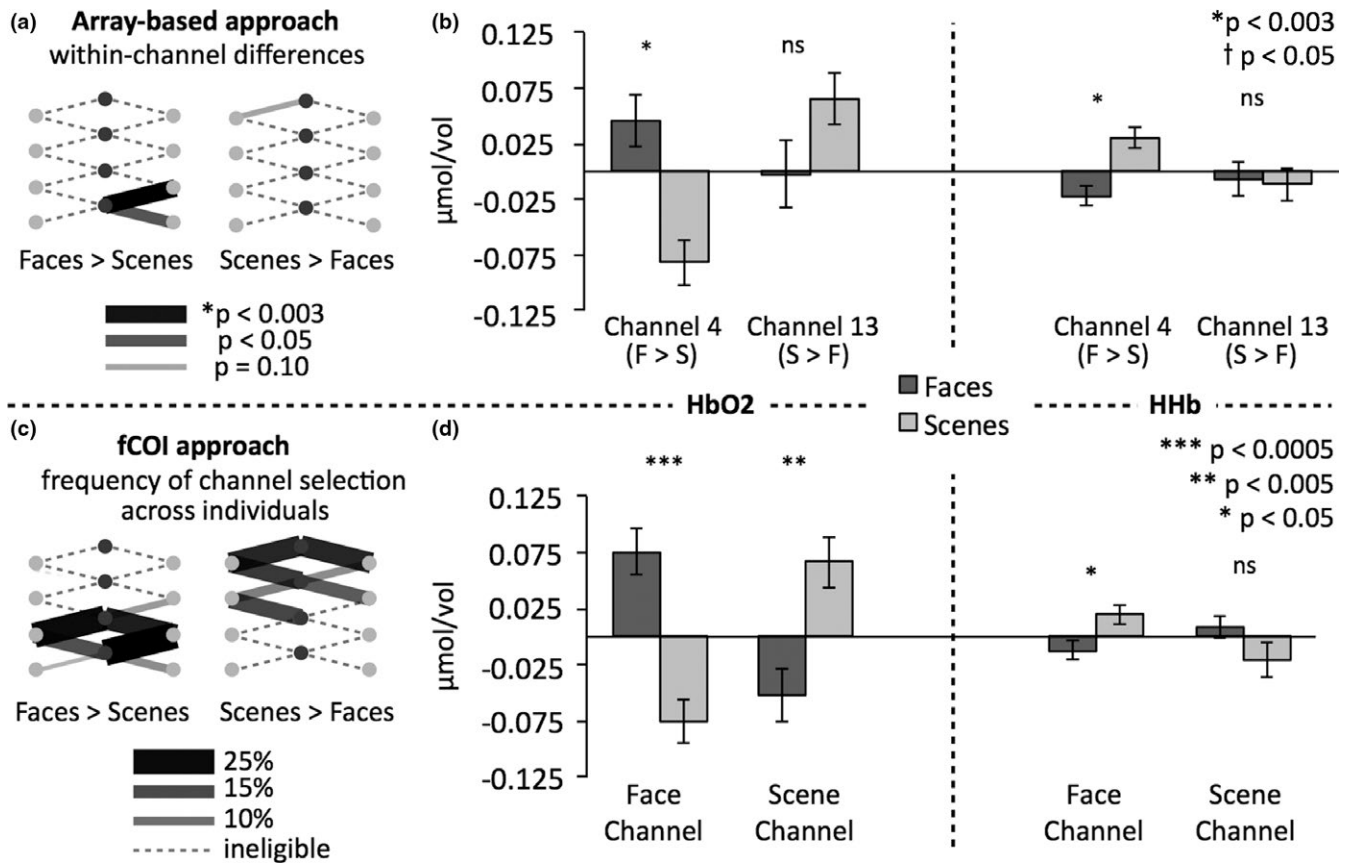 (a)
Array-based approach
within-channel differences
Faces > Scenes
Scenes > Faces
*p < 0.003
p < 0.05
p = 0.10
(b)
*p < 0.003
† p < 0.05
µmol/vol
0.125
0.075
0.025
-0.025
-0.075
-0.125
*
ns
*
ns
Channel 4
(F > S)
Channel 13
(S > F)
Channel 4
(F > S)
Channel 13
(S > F)
HbO2
Faces
Scenes
HHb
(c)
fCOI approach
frequency of channel selection
across individuals
Faces > Scenes
Scenes > Faces
25%
15%
10%
ineligible
(d)
*** p < 0.0005
** p < 0.005
* p < 0.05
µmol/vol
0.125
0.075
0.025
-0.025
-0.075
-0.125
***
**
*
ns
Face
Channel
Scene
Channel
Face
Channel
Scene
Channel